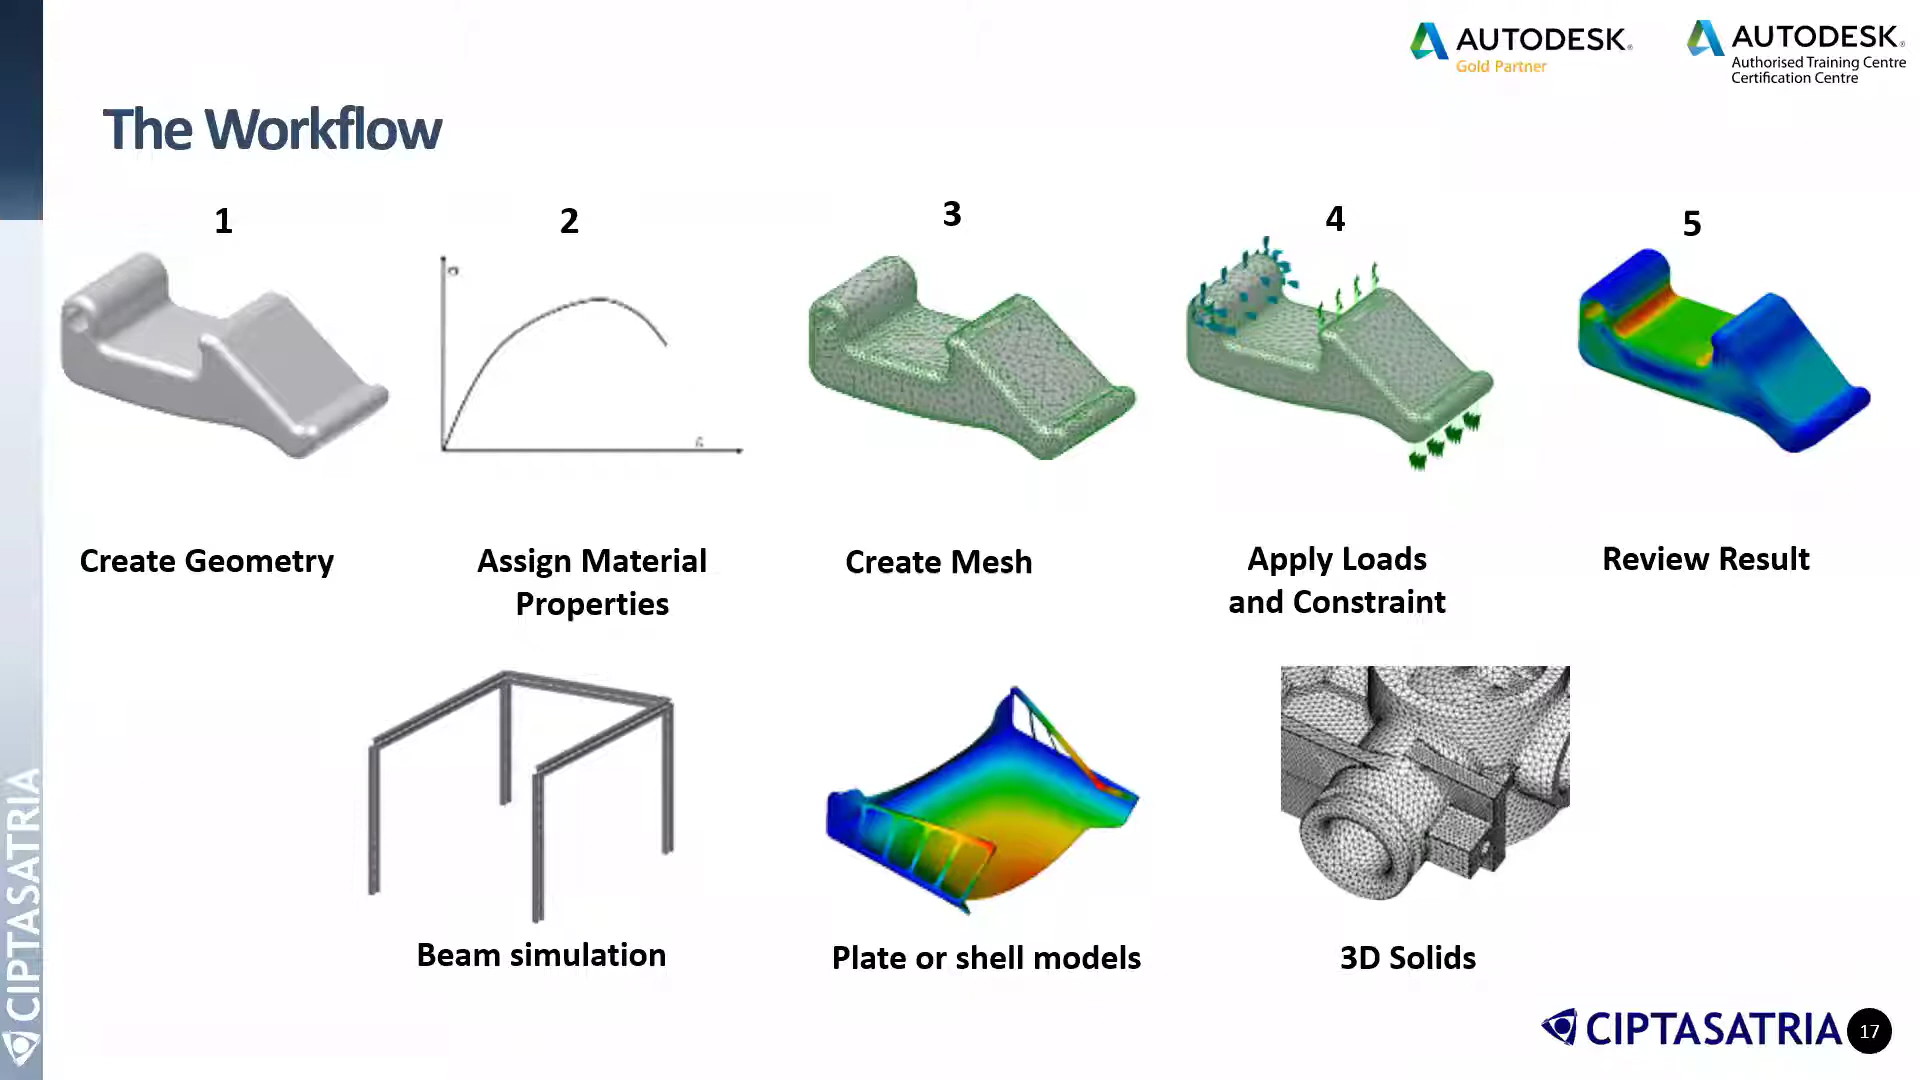 AUTODESK®
Gold Partner
AUTODESK®
Authorised Training Centre
Certification Centre
The Workflow
1
2
3
4
5
σ
Create Geometry
Assign Material
Properties
Create Mesh
Apply Loads
and Constraint
Review Result
Beam simulation
Plate or shell models
3D Solids
CIPTASATRIA
CIPTASATRIA
17